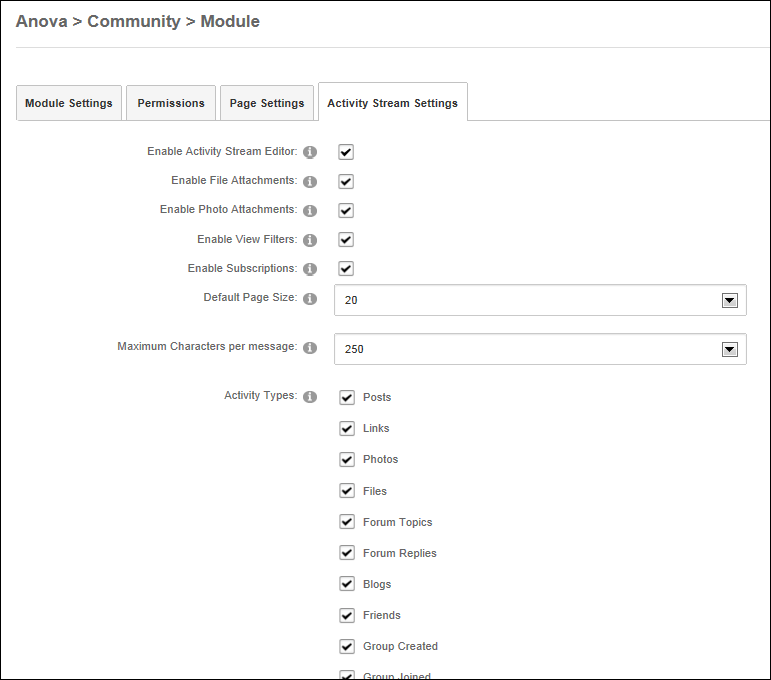 Anova > Community > Module
Module Settings
Permissions
Page Settings
Activity Stream Settings
Enable Activity Stream Editor:
Enable File Attachments:
Enable Photo Attachments:
Enable View Filters:
Enable Subscriptions:
Default Page Size:
20
Maximum Characters per message:
250
Activity Types:
Posts
Links
Photos
Files
Forum Topics
Forum Replies
Blogs
Friends
Group Created
Group Joined